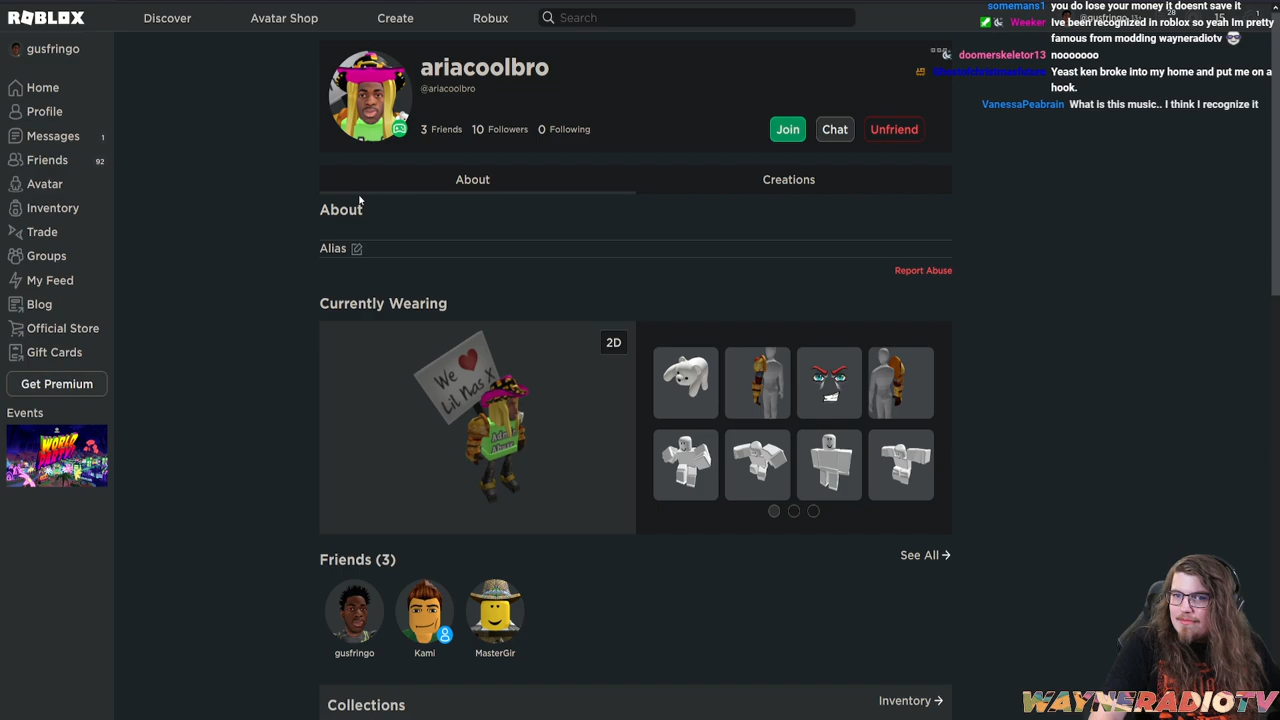 ROBLOX
Discover
Avatar Shop
Create
Robux
Search
gusfringo
Home
Profile
Messages
1
Friends
92
Avatar
Inventory
Trade
Groups
My Feed
Blog
Official Store
Gift Cards
Get Premium
Events
WORLD
ariacoolbro
@ariacoolbro
3 Friends
10 Followers
0 Following
Join
Chat
Unfriend
About
Creations
About
Alias
Report Abuse
Currently Wearing
2D
We
Lil Nas X
Friends (3)
See All
gusfringo
Kami
MasterGir
Collections
Inventory
somemans1 you do lose your money it doesnt save it
Weeker Ive been recognized in roblox so yeah Im pretty
famous from modding wayneradiotv
doomerskeletor13 nooooooo
Yeast ken broke into my home and put me on a
hook.
VanessaPeabrain What is this music.. I think I recognize it
WAYNERADIOTV